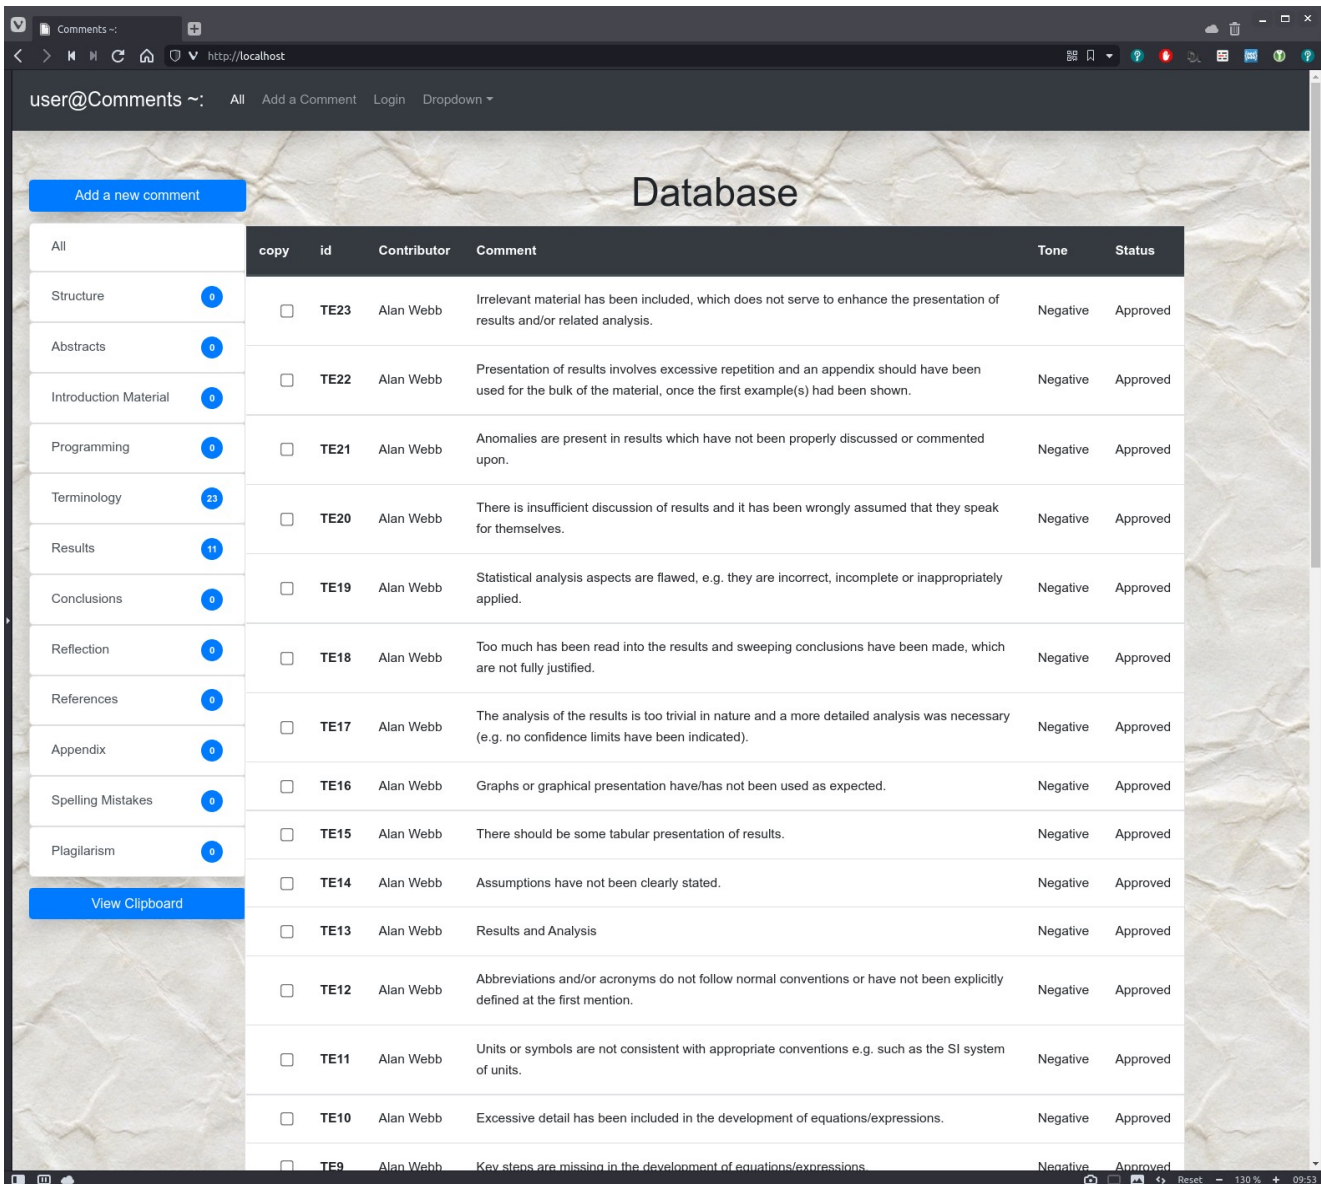 Comments ~:
http://localhost
user@Comments ~: All Add a Comment Login Dropdown
Add a new comment
All
Structure 0
Abstracts 0
Introduction Material 0
Programming 0
Terminology 23
Results 11
Conclusions 0
Reflection 0
References 0
Appendix 0
Spelling Mistakes 0
Plagilarism 0
View Clipboard
Database
copy id Contributor Comment Tone Status
TE23 Alan Webb Irrelevant material has been included, which does not serve to enhance the presentation of
results and/or related analysis. Negative Approved
TE22 Alan Webb Presentation of results involves excessive repetition and an appendix should have been
used for the bulk of the material, once the first example(s) had been shown. Negative Approved
TE21 Alan Webb Anomalies are present in results which have not been properly discussed or commented
upon. Negative Approved
TE20 Alan Webb There is insufficient discussion of results and it has been wrongly assumed that they speak
for themselves. Negative Approved
TE19 Alan Webb Statistical analysis aspects are flawed, e.g. they are incorrect, incomplete or inappropriately
applied. Negative Approved
TE18 Alan Webb Too much has been read into the results and sweeping conclusions have been made, which
are not fully justified. Negative Approved
TE17 Alan Webb The analysis of the results is too trivial in nature and a more detailed analysis was necessary
(e.g. no confidence limits have been indicated). Negative Approved
TE16 Alan Webb Graphs or graphical presentation have/has not been used as expected. Negative Approved
TE15 Alan Webb There should be some tabular presentation of results. Negative Approved
TE14 Alan Webb Assumptions have not been clearly stated. Negative Approved
TE13 Alan Webb Results and Analysis Negative Approved
TE12 Alan Webb Abbreviations and/or acronyms do not follow normal conventions or have not been explicitly
defined at the first mention. Negative Approved
TE11 Alan Webb Units or symbols are not consistent with appropriate conventions e.g. such as the SI system
of units. Negative Approved
TE10 Alan Webb Excessive detail has been included in the development of equations/expressions. Negative Approved
TE9 Alan Webb Key steps are missing in the development of equations/expressions. Negative Approved
Reset − 130 % + 09:53